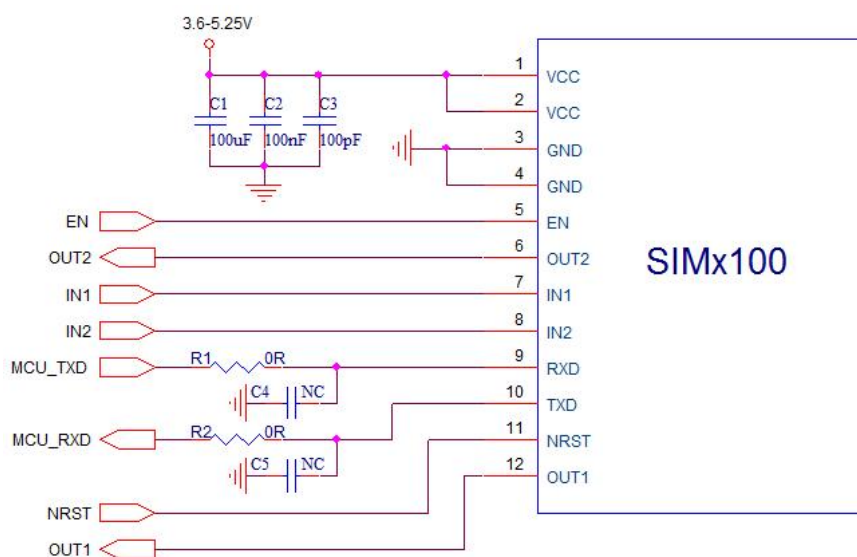 3.6-5.25V
C1 C2 C3
100uF 100nF 100pF
1 VCC
2 VCC
3 GND
4 GND
EN 5 EN
OUT2 6 OUT2
IN1 7 IN1
IN2 8 IN2
SIMx100
MCU_TXD R1 0R 9 RXD
C4 NC
MCU_RXD R2 0R 10 TXD
C5 NC
11 NRST
12 OUT1
NRST
OUT1